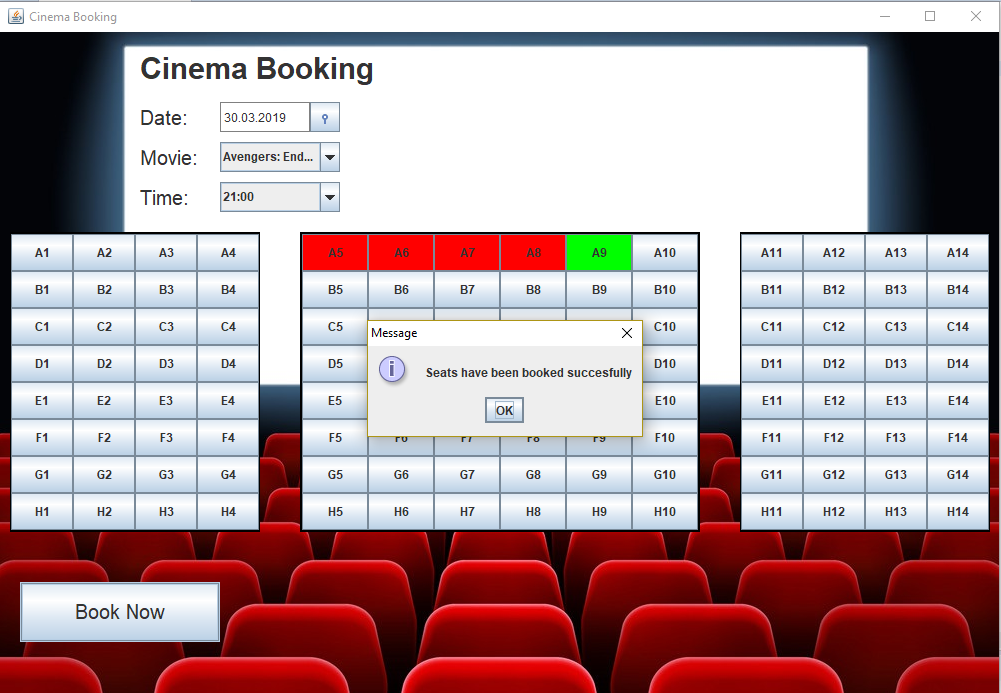 Cinema Booking
Cinema Booking
Date: 30.03.2019
Movie: Avengers: End...
Time: 21:00
A1 A2 A3 A4 A5 A6 A7 A8 A9 A10 A11 A12 A13 A14
B1 B2 B3 B4 B5 B6 B7 B8 B9 B10 B11 B12 B13 B14
C1 C2 C3 C4 C5 C10 C11 C12 C13 C14
Message
D1 D2 D3 D4 D5 D10 D11 D12 D13 D14
i Seats have been booked succesfully
E1 E2 E3 E4 E5 E10 E11 E12 E13 E14
OK
F1 F2 F3 F4 F5 F6 F7 F8 F9 F10 F11 F12 F13 F14
G1 G2 G3 G4 G5 G6 G7 G8 G9 G10 G11 G12 G13 G14
H1 H2 H3 H4 H5 H6 H7 H8 H9 H10 H11 H12 H13 H14
Book Now